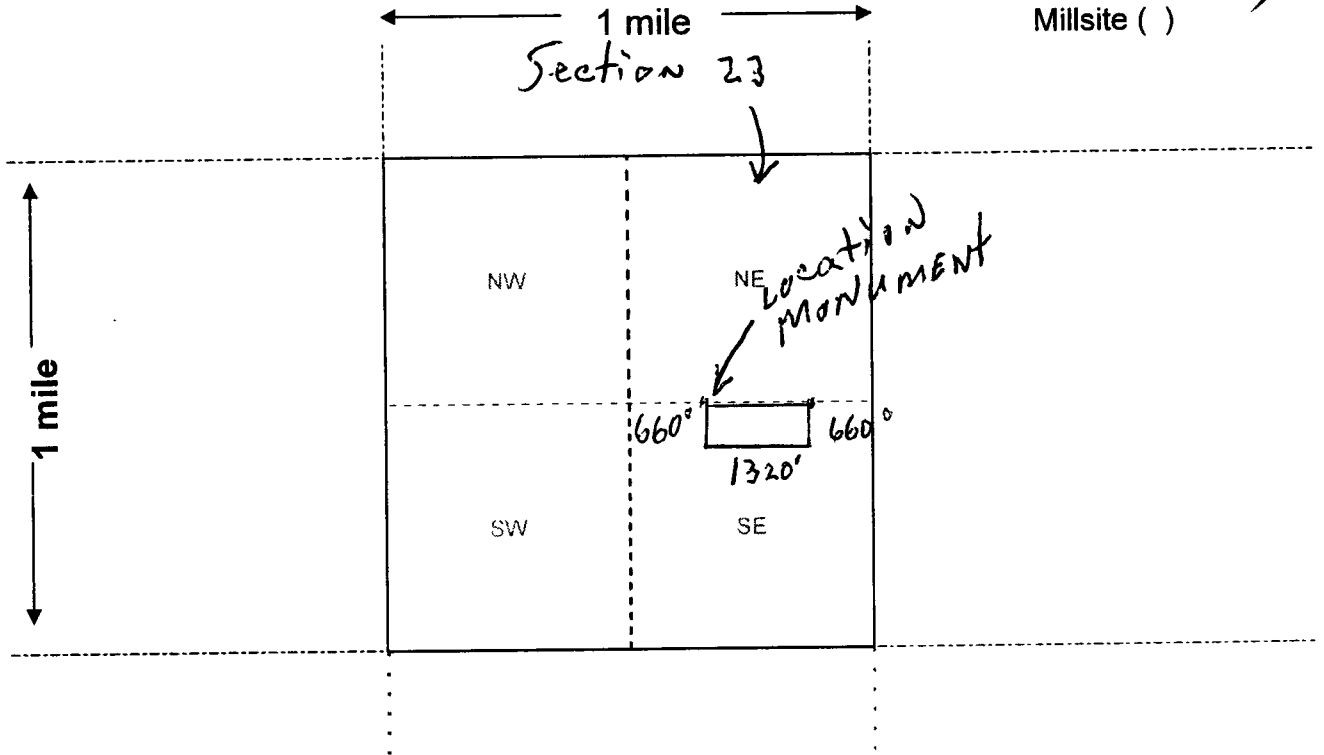 1 mile
Millsite ( )
Section 23
NW
NE
Location
MONUMENT
1 mile
660°
660°
1320'
SW
SE